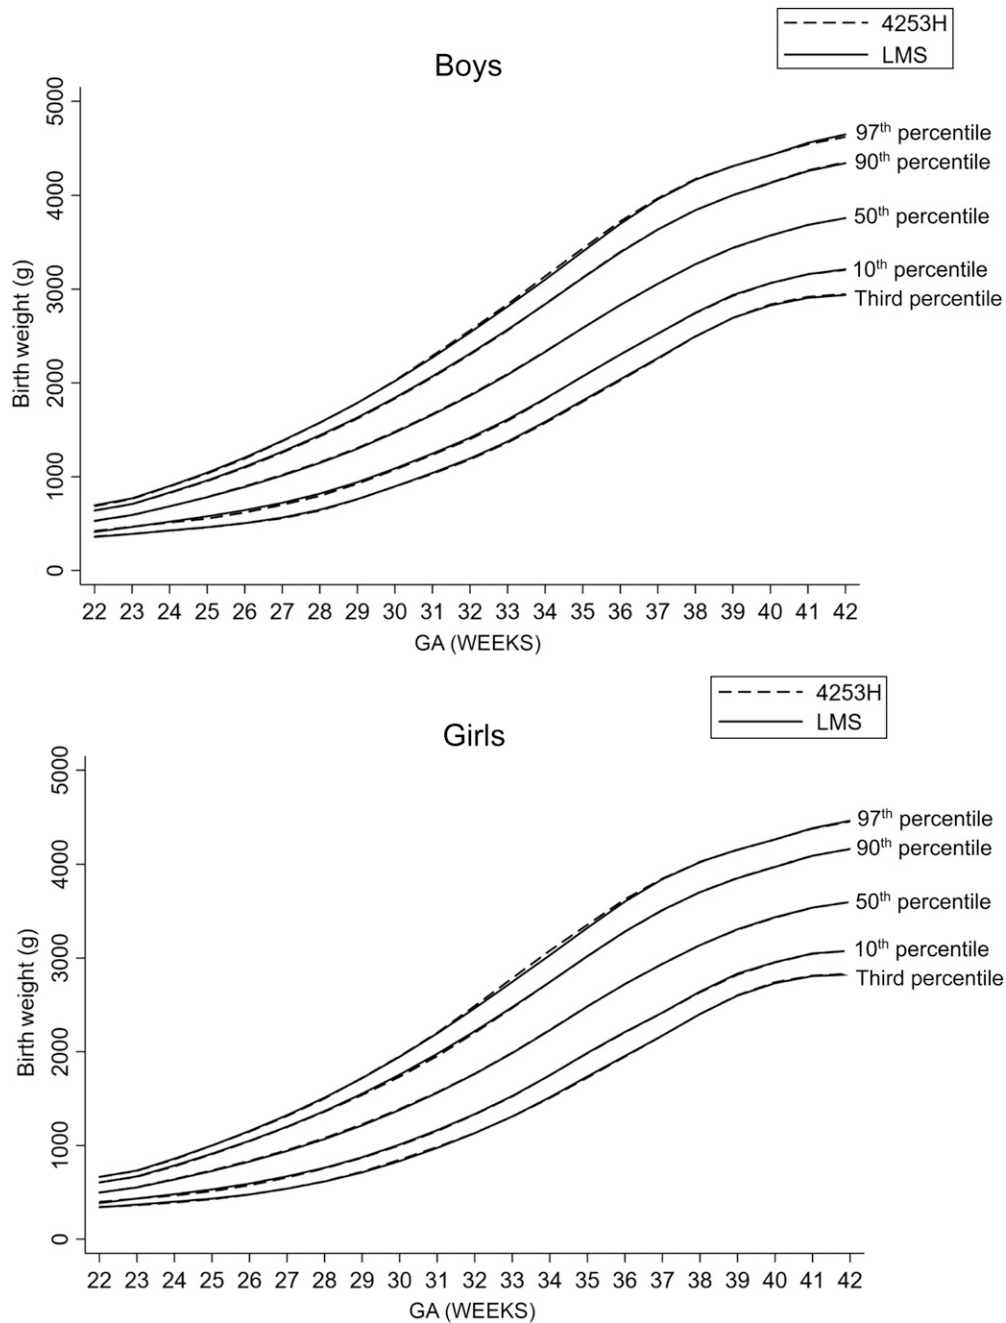 4253H
LMS
Boys
Birth weight (g)
5000
4000
3000
2000
1000
0
97th percentile
90th percentile
50th percentile
10th percentile
Third percentile
22 23 24 25 26 27 28 29 30 31 32 33 34 35 36 37 38 39 40 41 42
GA (WEEKS)
4253H
LMS
Girls
Birth weight (g)
5000
4000
3000
2000
1000
0
97th percentile
90th percentile
50th percentile
10th percentile
Third percentile
22 23 24 25 26 27 28 29 30 31 32 33 34 35 36 37 38 39 40 41 42
GA (WEEKS)